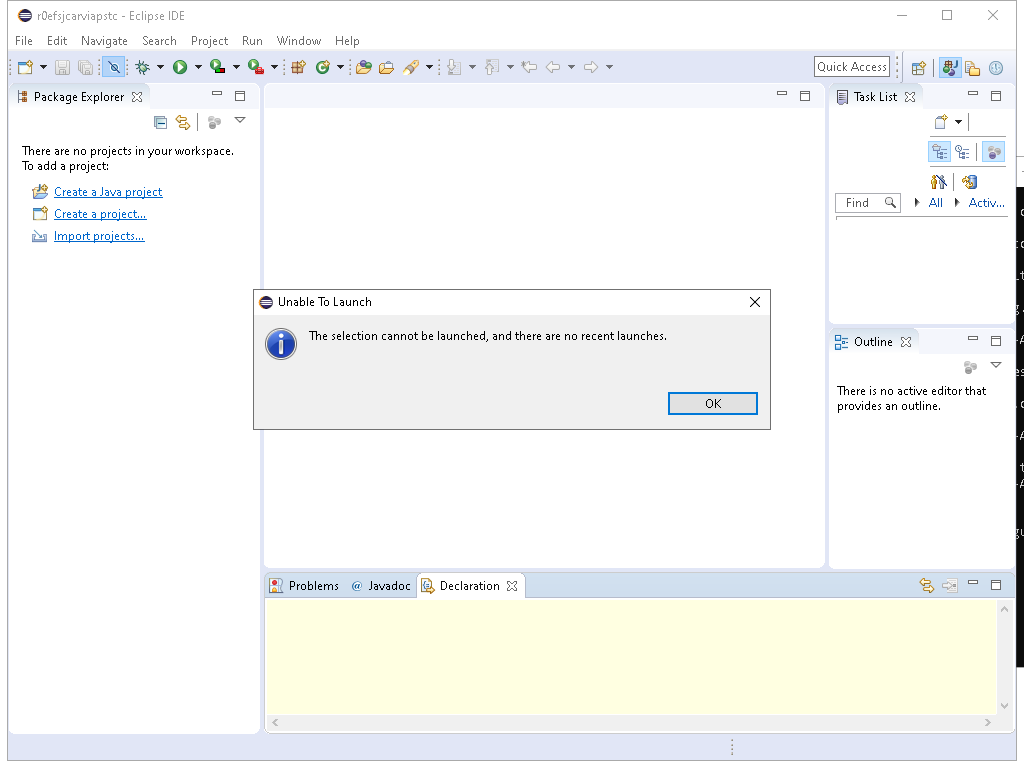 r0efsjcarviapstc - Eclipse IDE
File Edit Navigate Search Project Run Window Help
Quick Access
Package Explorer
Task List
There are no projects in your workspace.
To add a project:
Create a Java project
Create a project...
Import projects...
Find
All
Activ...
Unable To Launch
The selection cannot be launched, and there are no recent launches.
OK
Outline
There is no active editor that
provides an outline.
Problems
@ Javadoc
Declaration